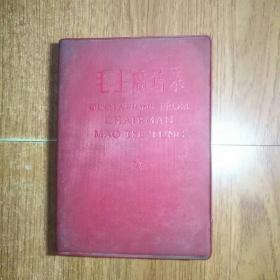 毛主席语录
QUOTATIONS FROM
CHAIRMAN
MAO TSE-TUNG